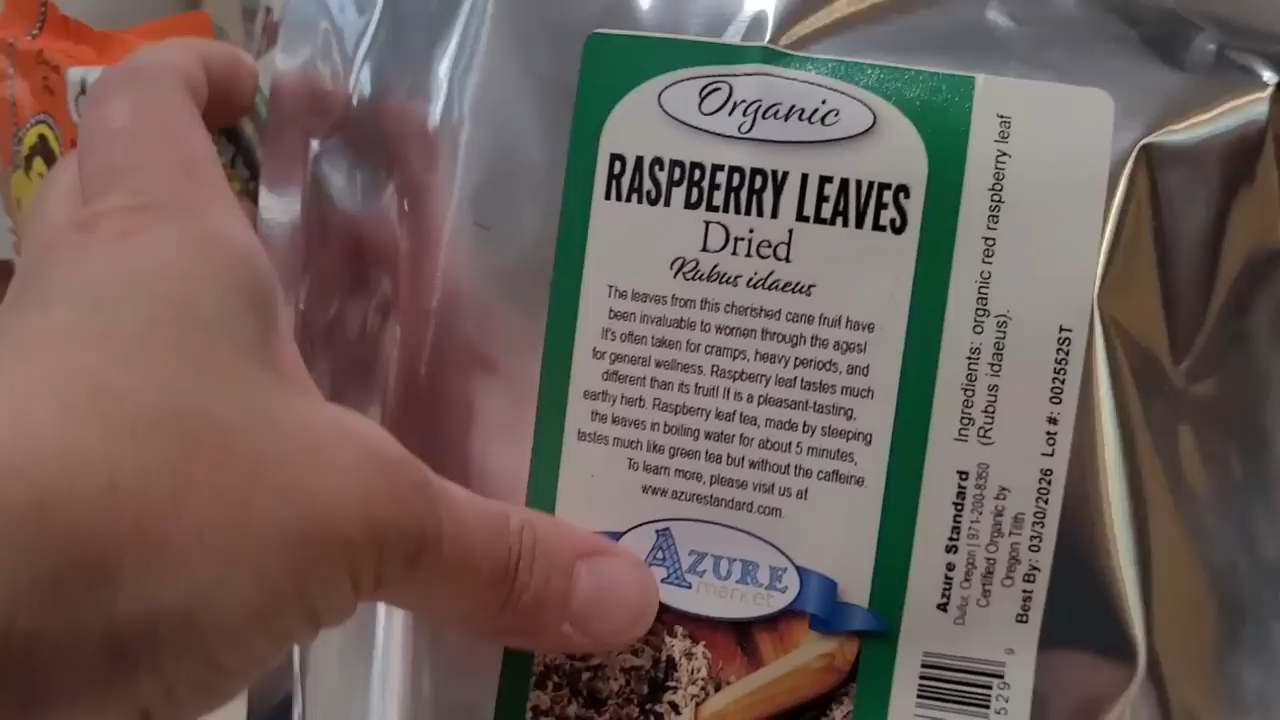 Organic
RASPBERRY LEAVES
Dried
Rubus idaeus
The leaves from this cherished cane fruit have
been invaluable to women through the ages!
It's often taken for cramps, heavy periods, and
for general wellness. Raspberry leaf tastes much
different than its fruit! It is a pleasant-tasting,
earthy herb. Raspberry leaf tea, made by steeping
the leaves in boiling water for about 5 minutes,
tastes much like green tea but without the caffeine.
To learn more, please visit us at
www.azurestandard.com.
AZURE
market
Ingredients: organic red raspberry leaf
(Rubus idaeus).
Azure Standard
Dufur, Oregon | 971-200-8350
Certified Organic by
Oregon Tilth
Best By: 03/30/2026 Lot #: 002552ST
529 9